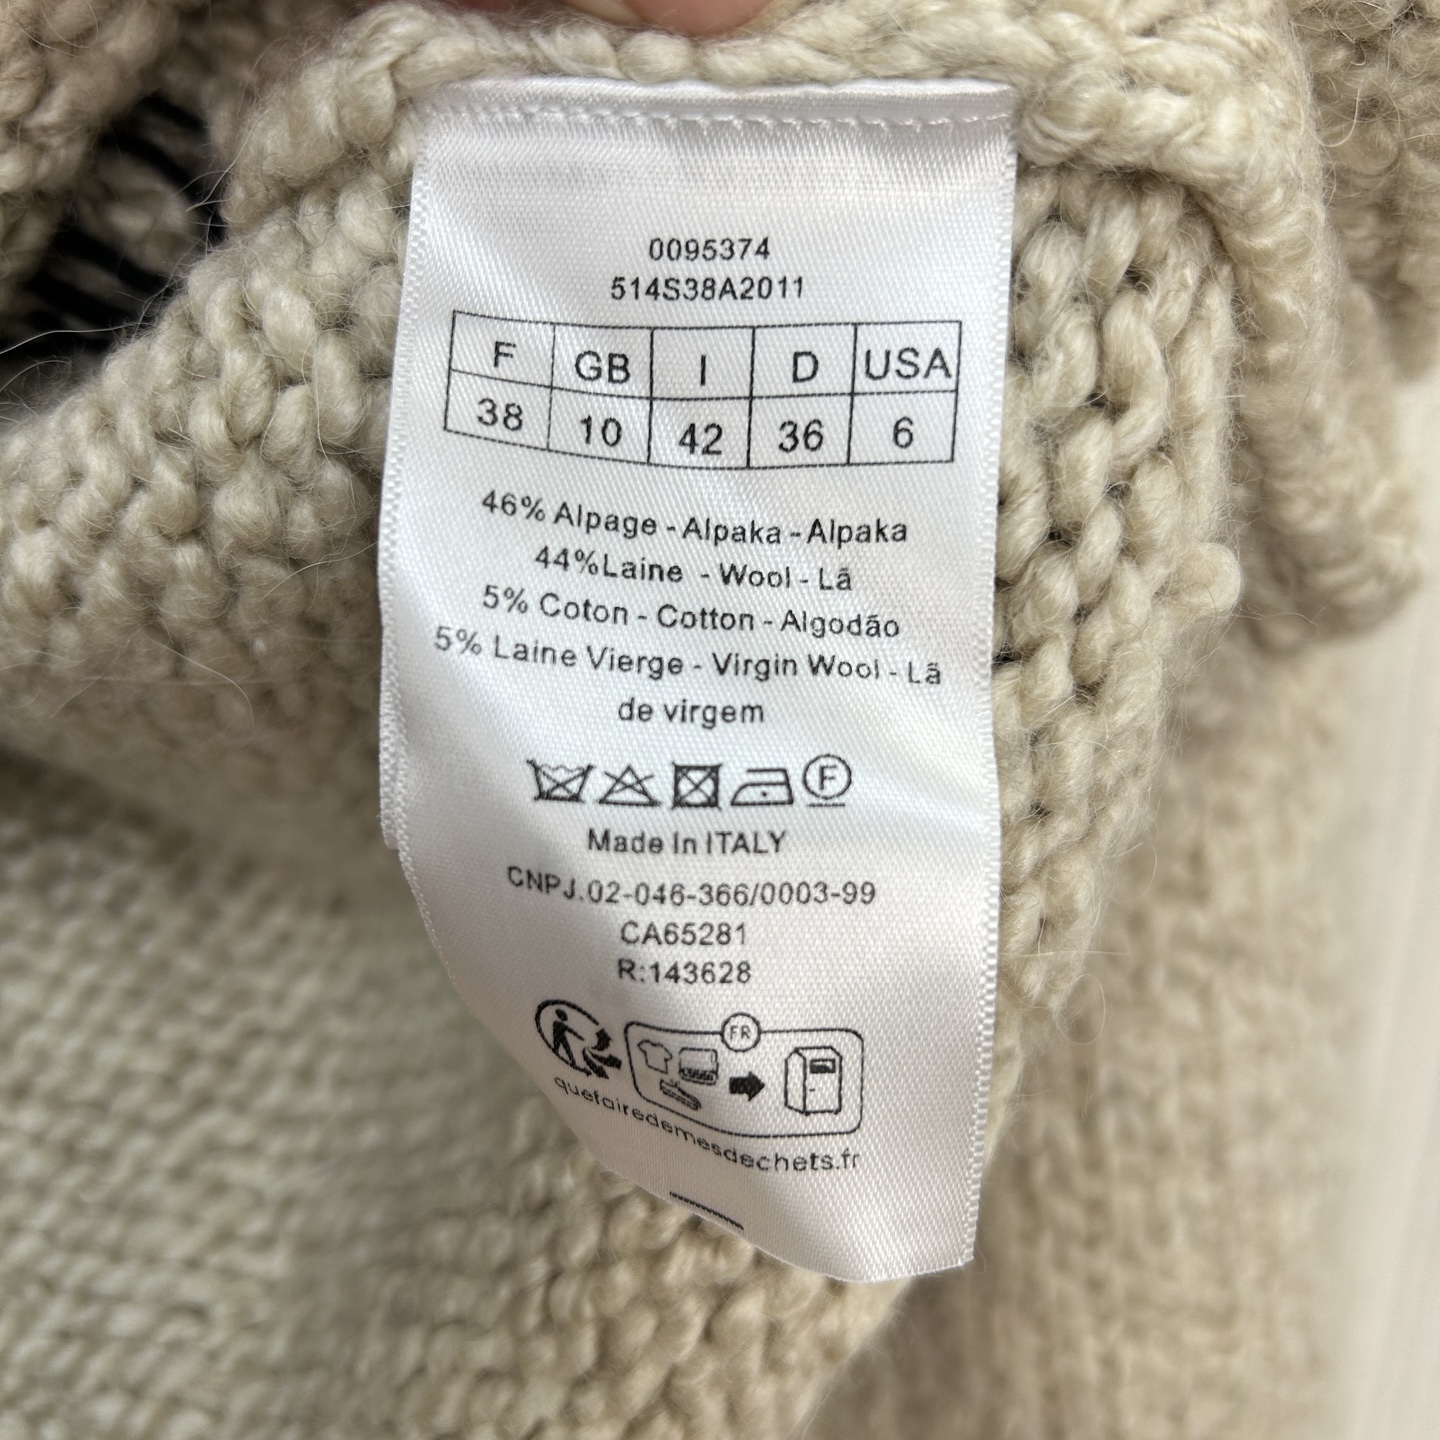 0095374
514S38A2011
F GB I D USA
38 10 42 36 6
46% Alpage - Alpaka - Alpaka
44%Laine - Wool - Lã
5% Coton - Cotton - Algodão
5% Laine Vierge - Virgin Wool - Lã
de virgem
F
Made In ITALY
CNPJ.02-046-366/0003-99
CA65281
R:143628
FR
quefairedemesdechets.fr